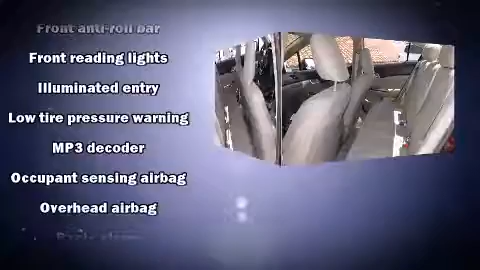 Front anti-roll bar
Front reading lights
Illuminated entry
Low tire pressure warning
MP3 decoder
Occupant sensing airbag
Overhead airbag